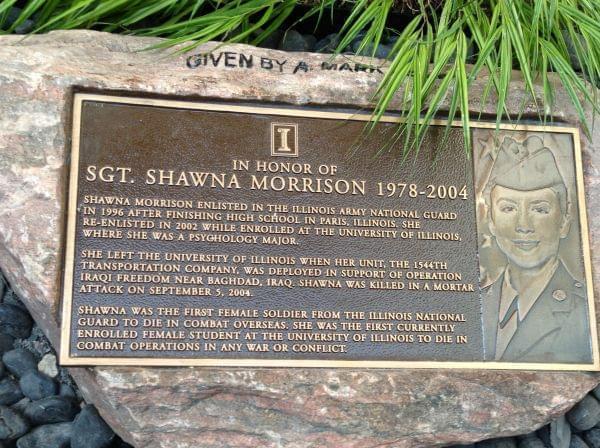 GIVEN BY A. MARK
I
IN HONOR OF
SGT. SHAWNA MORRISON 1978-2004
SHAWNA MORRISON ENLISTED IN THE ILLINOIS ARMY NATIONAL GUARD
IN 1996 AFTER FINISHING HIGH SCHOOL IN PARIS, ILLINOIS. SHE
RE-ENLISTED IN 2002 WHILE ENROLLED AT THE UNIVERSITY OF ILLINOIS,
WHERE SHE WAS A PSYCHOLOGY MAJOR.
SHE LEFT THE UNIVERSITY OF ILLINOIS WHEN HER UNIT, THE 1544TH
TRANSPORTATION COMPANY, WAS DEPLOYED IN SUPPORT OF OPERATION
IRAQI FREEDOM NEAR BAGHDAD, IRAQ. SHAWNA WAS KILLED IN A MORTAR
ATTACK ON SEPTEMBER 5, 2004.
SHAWNA WAS THE FIRST FEMALE SOLDIER FROM THE ILLINOIS NATIONAL
GUARD TO DIE IN COMBAT OVERSEAS. SHE WAS THE FIRST CURRENTLY
ENROLLED FEMALE STUDENT AT THE UNIVERSITY OF ILLINOIS TO DIE IN
COMBAT OPERATIONS IN ANY WAR OR CONFLICT.